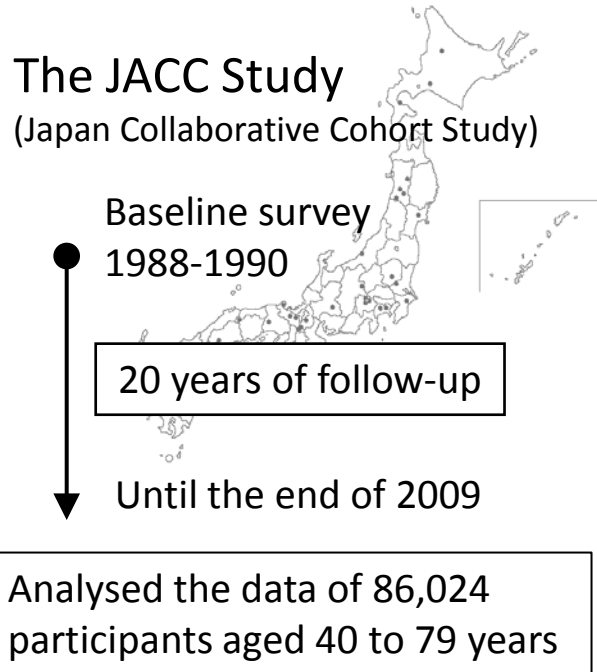 The JACC Study
(Japan Collaborative Cohort Study)
Baseline survey
1988-1990
20 years of follow-up
Until the end of 2009
Analysed the data of 86,024
participants aged 40 to 79 years